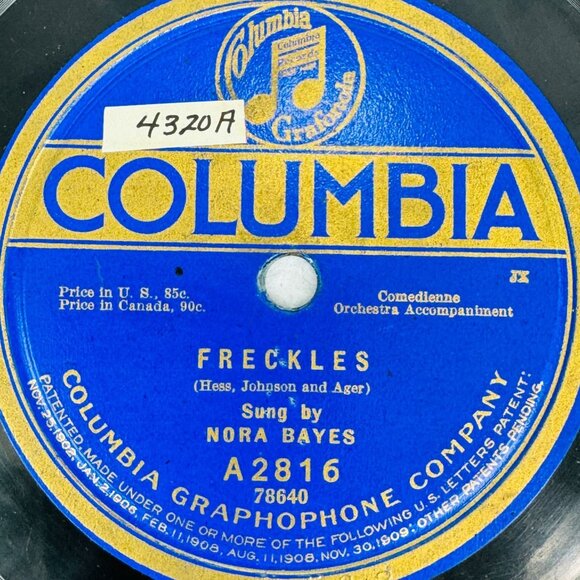 Columbia
Columbia
Records
Grafonola
4320A
COLUMBIA
JX
Price in U. S., 85c.
Price in Canada, 90c.
Comedienne
Orchestra Accompaniment
FRECKLES
(Hess, Johnson and Ager)
Sung by
NORA BAYES
A2816
78640
COLUMBIA GRAPHOPHONE COMPANY
PATENTED, MADE UNDER ONE OR MORE OF THE FOLLOWING U.S. LETTERS PATENT:
NOV. 25, 1902, JAN. 2, 1906, FEB. 11, 1908, AUG. 11, 1908, NOV. 30, 1909; OTHER PATENTS PENDING.